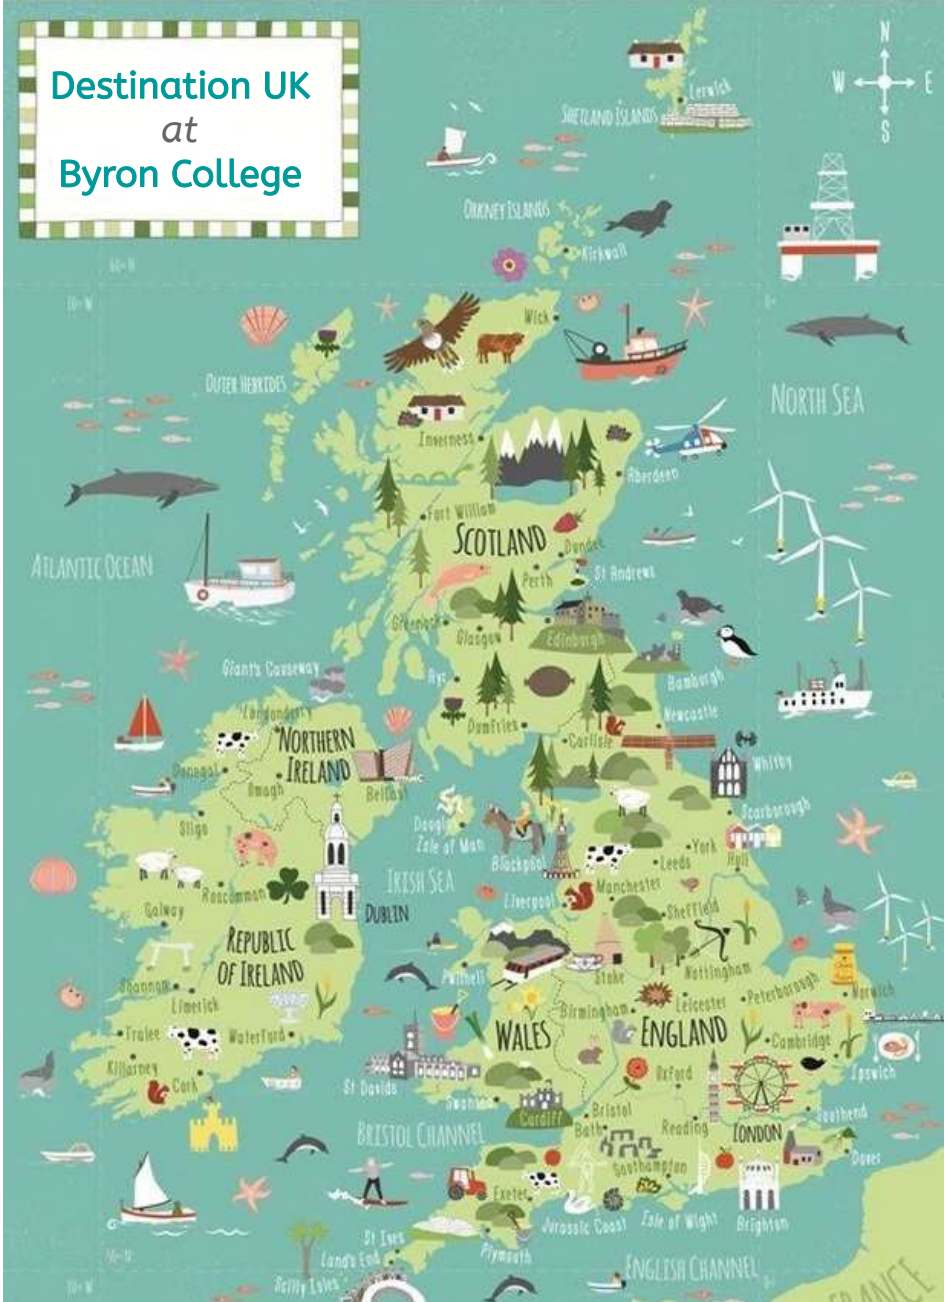 Destination UK
at
Byron College
N
W E
S
Lerwick
SHETLAND ISLANDS
ORKNEY ISLANDS
Kirkwall
Wick
OUTER HEBRIDES
NORTH SEA
Inverness
Aberdeen
Fort William
SCOTLAND
ATLANTIC OCEAN
Dundee
Perth
St Andrews
Greenock
Glasgow
Edinburgh
Giant's Causeway
Ayr
Bamburgh
Londonderry
Newcastle
Dumfries
Carlisle
NORTHERN
IRELAND
Donegal
Whitby
Omagh
Belfast
Scarborough
Sligo
Isle of Man
York
Blackpool
Leeds
Hull
IRISH SEA
Manchester
Roscommon
Liverpool
Galway
DUBLIN
Sheffield
REPUBLIC
OF IRELAND
Pwllheli
Stoke
Nottingham
Shannon
Peterborough
Norwich
Limerick
Birmingham
Leicester
Tralee
Waterford
WALES
ENGLAND
Cambridge
Killarney
Oxford
Ipswich
Cork
St Davids
Swansea
Cardiff
Bristol
Southend
BRISTOL CHANNEL
Bath
Reading
LONDON
Dover
Southampton
Exeter
Jurassic Coast
Isle of Wight
Brighton
St Ives
Plymouth
Land's End
ENGLISH CHANNEL
Scilly Isles
FRANCE